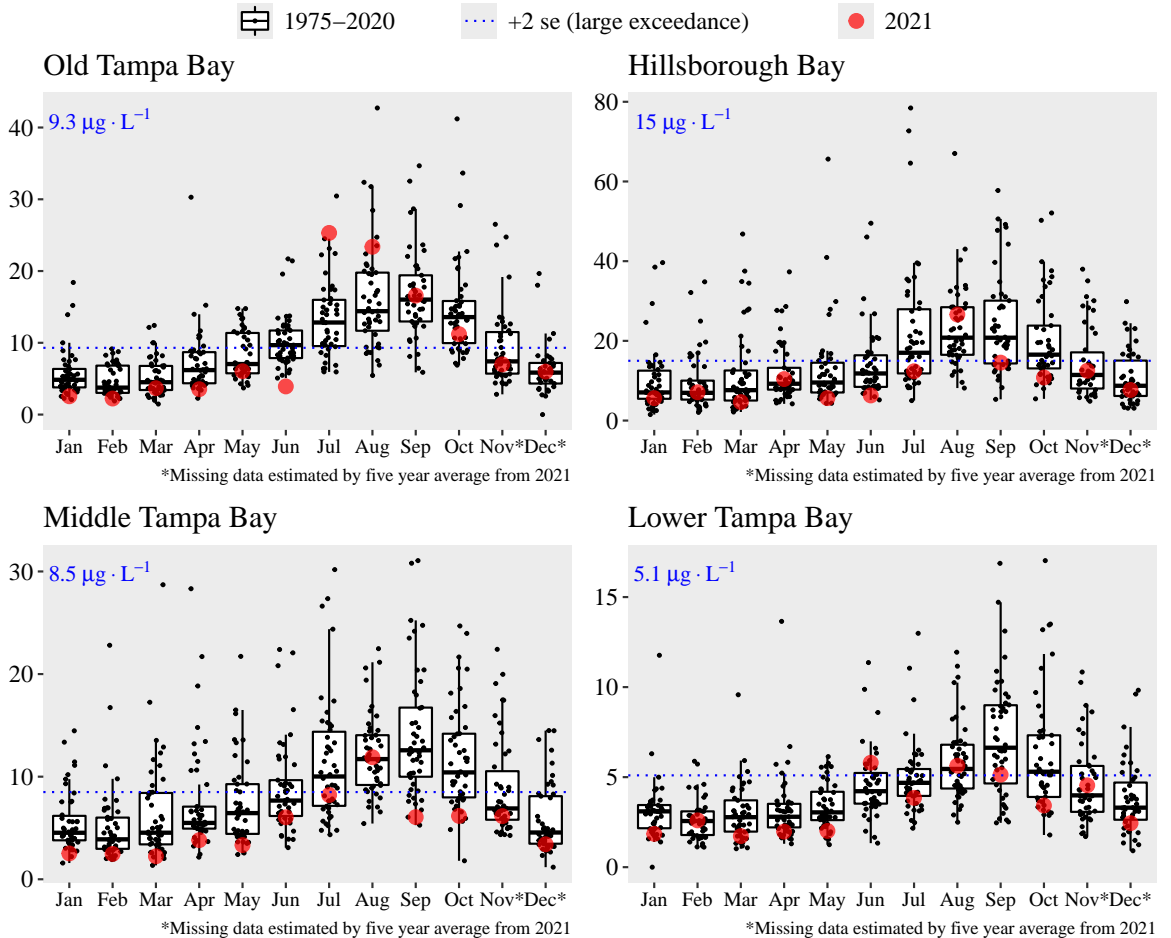 1975−2020 +2 se (large exceedance) 2021
Old Tampa Bay
9.3 μg · L⁻¹
40
30
20
10
0
Jan Feb Mar Apr May Jun Jul Aug Sep Oct Nov* Dec*
*Missing data estimated by five year average from 2021
Hillsborough Bay
15 μg · L⁻¹
80
60
40
20
0
Jan Feb Mar Apr May Jun Jul Aug Sep Oct Nov* Dec*
*Missing data estimated by five year average from 2021
Middle Tampa Bay
8.5 μg · L⁻¹
30
20
10
0
Jan Feb Mar Apr May Jun Jul Aug Sep Oct Nov* Dec*
*Missing data estimated by five year average from 2021
Lower Tampa Bay
5.1 μg · L⁻¹
15
10
5
0
Jan Feb Mar Apr May Jun Jul Aug Sep Oct Nov* Dec*
*Missing data estimated by five year average from 2021